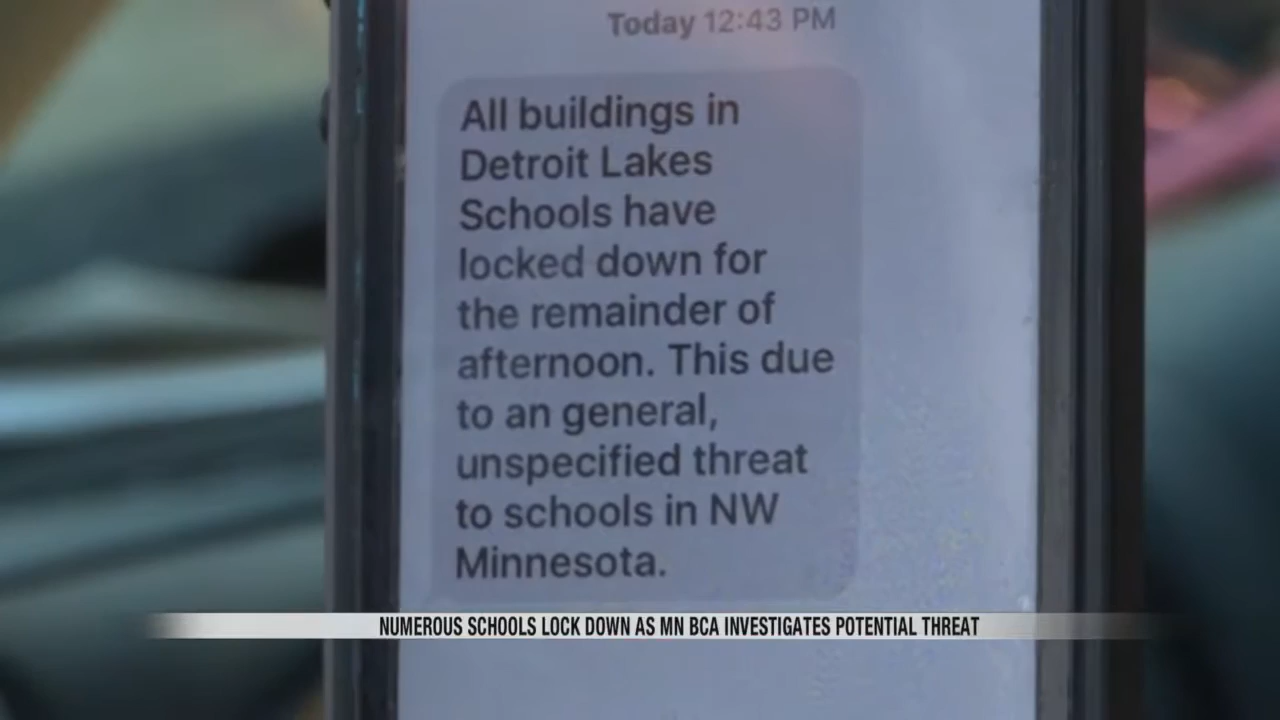 Today 12:43 PM
All buildings in
Detroit Lakes
Schools have
locked down for
the remainder of
afternoon. This due
to an general,
unspecified threat
to schools in NW
Minnesota.
NUMEROUS SCHOOLS LOCK DOWN AS MN BCA INVESTIGATES POTENTIAL THREAT